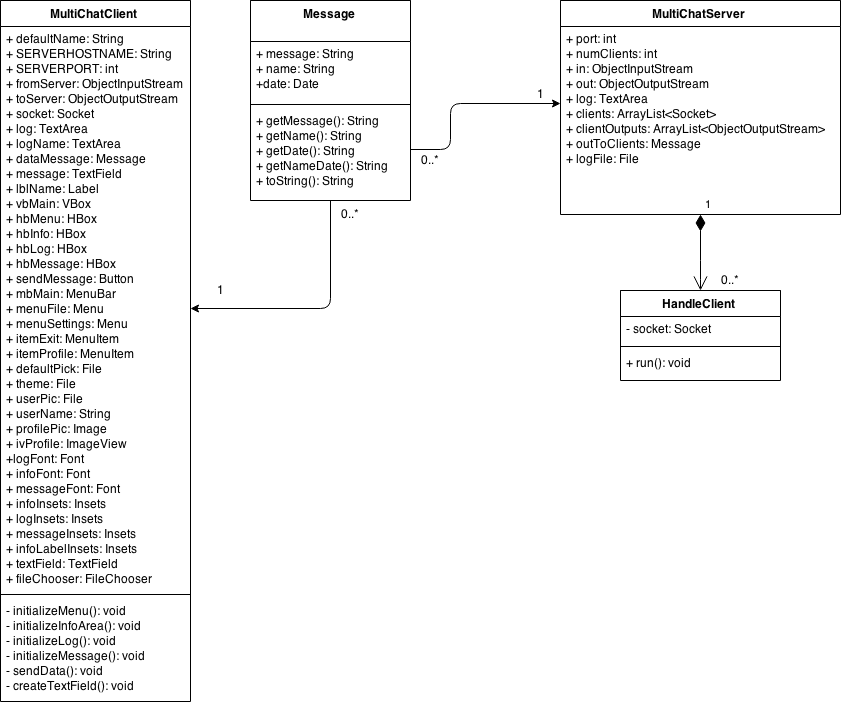 MultiChatClient
+ defaultName: String
+ SERVERHOSTNAME: String
+ SERVERPORT: int
+ fromServer: ObjectInputStream
+ toServer: ObjectOutputStream
+ socket: Socket
+ log: TextArea
+ logName: TextArea
+ dataMessage: Message
+ message: TextField
+ lblName: Label
+ vbMain: VBox
+ hbMenu: HBox
+ hbInfo: HBox
+ hbLog: HBox
+ hbMessage: HBox
+ sendMessage: Button
+ mbMain: MenuBar
+ menuFile: Menu
+ menuSettings: Menu
+ itemExit: MenuItem
+ itemProfile: MenuItem
+ defaultPick: File
+ theme: File
+ userPic: File
+ userName: String
+ profilePic: Image
+ ivProfile: ImageView
+logFont: Font
+ infoFont: Font
+ messageFont: Font
+ infoInsets: Insets
+ logInsets: Insets
+ messageInsets: Insets
+ infoLabelInsets: Insets
+ textField: TextField
+ fileChooser: FileChooser
- initializeMenu(): void
- initializeInfoArea(): void
- initializeLog(): void
- initializeMessage(): void
- sendData(): void
- createTextField(): void
Message
+ message: String
+ name: String
+date: Date
+ getMessage(): String
+ getName(): String
+ getDate(): String
+ getNameDate(): String
+ toString(): String
0..*
1
0..*
1
MultiChatServer
+ port: int
+ numClients: int
+ in: ObjectInputStream
+ out: ObjectOutputStream
+ log: TextArea
+ clients: ArrayList<Socket>
+ clientOutputs: ArrayList<ObjectOutputStream>
+ outToClients: Message
+ logFile: File
1
0..*
HandleClient
- socket: Socket
+ run(): void